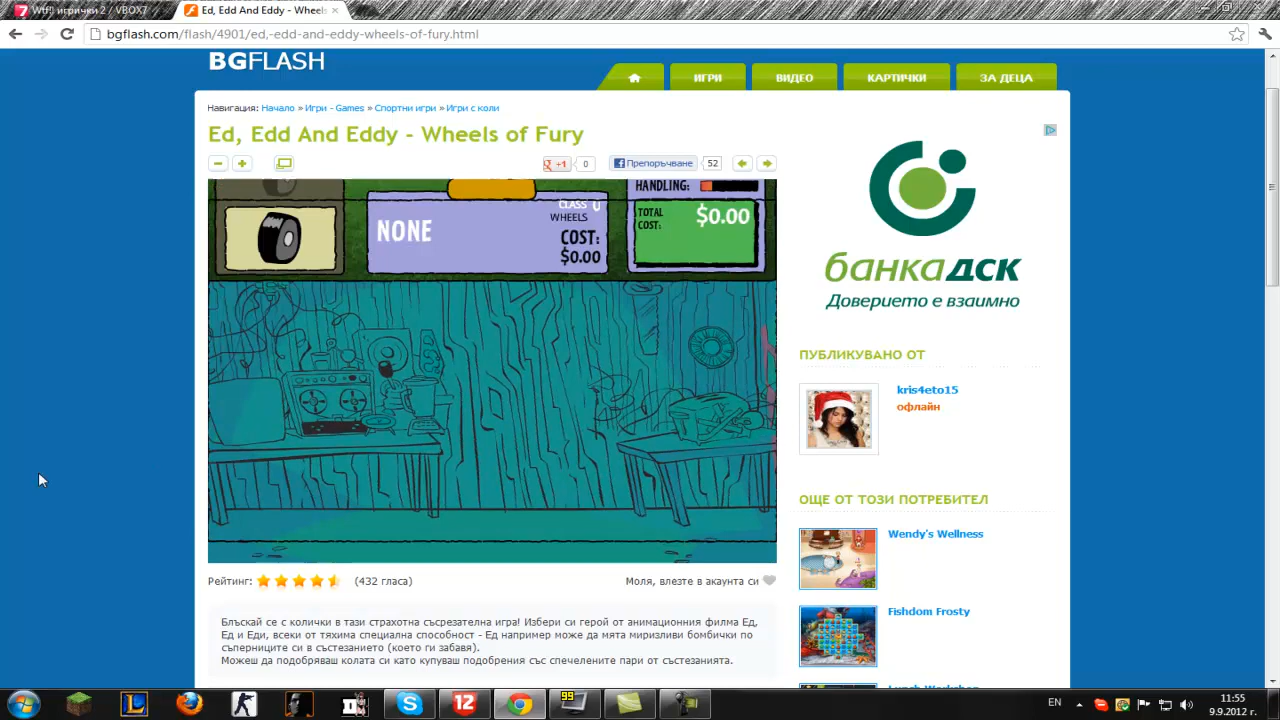 Wtf! игрички 2 / VBOX7
Ed, Edd And Eddy - Wheels
bgflash.com/flash/4901/ed,-edd-and-eddy-wheels-of-fury.html
BGFLASH
ИГРИ
ВИДЕО
КАРТИЧКИ
ЗА ДЕЦА
Навигация: Начало » Игри - Games » Спортни игри » Игри с коли
Ed, Edd And Eddy - Wheels of Fury
+1
0
Препоръчване
52
HANDLING:
NONE
CLASS 0
WHEELS
COST:
$0.00
TOTAL
COST:
$0.00
банка дск
Доверието е взаимно
ПУБЛИКУВАНО ОТ
kris4eto15
офлайн
ОЩЕ ОТ ТОЗИ ПОТРЕБИТЕЛ
Wendy's Wellness
Fishdom Frosty
Рейтинг:
(432 гласа)
Моля, влезте в акаунта си
Блъскай се с колички в тази страхотна състезателна игра! Избери си герой от анимационния филма Ед,
Ед и Еди, всеки от тяхима специална способност - Ед например може да мята миризливи бомбички по
съперниците си в състезанието (което ги забавя).
Можеш да подобряваш колата си като купуваш подобрения със спечелените пари от състезанията.
12
99
EN
11:55
9.9.2012 г.